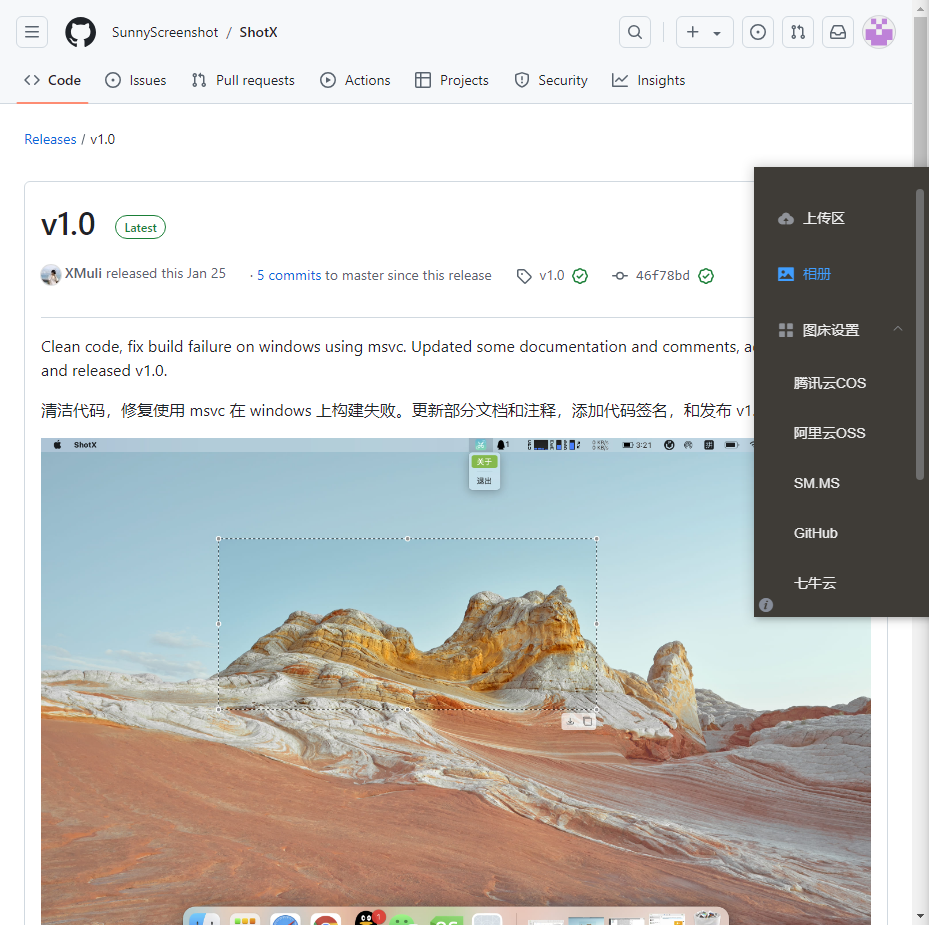 SunnyScreenshot / ShotX
Code Issues Pull requests Actions Projects Security Insights
Releases / v1.0
v1.0 Latest
XMuli released this Jan 25 · 5 commits to master since this release v1.0 46f78bd
Clean code, fix build failure on windows using msvc. Updated some documentation and comments,
and released v1.0.
清洁代码，修复使用 msvc 在 windows 上构建失败。更新部分文档和注释，添加代码签名，和发布 v1.
ShotX
1
3:21
关于
退出
1
上传区
相册
图床设置
腾讯云COS
阿里云OSS
SM.MS
GitHub
七牛云